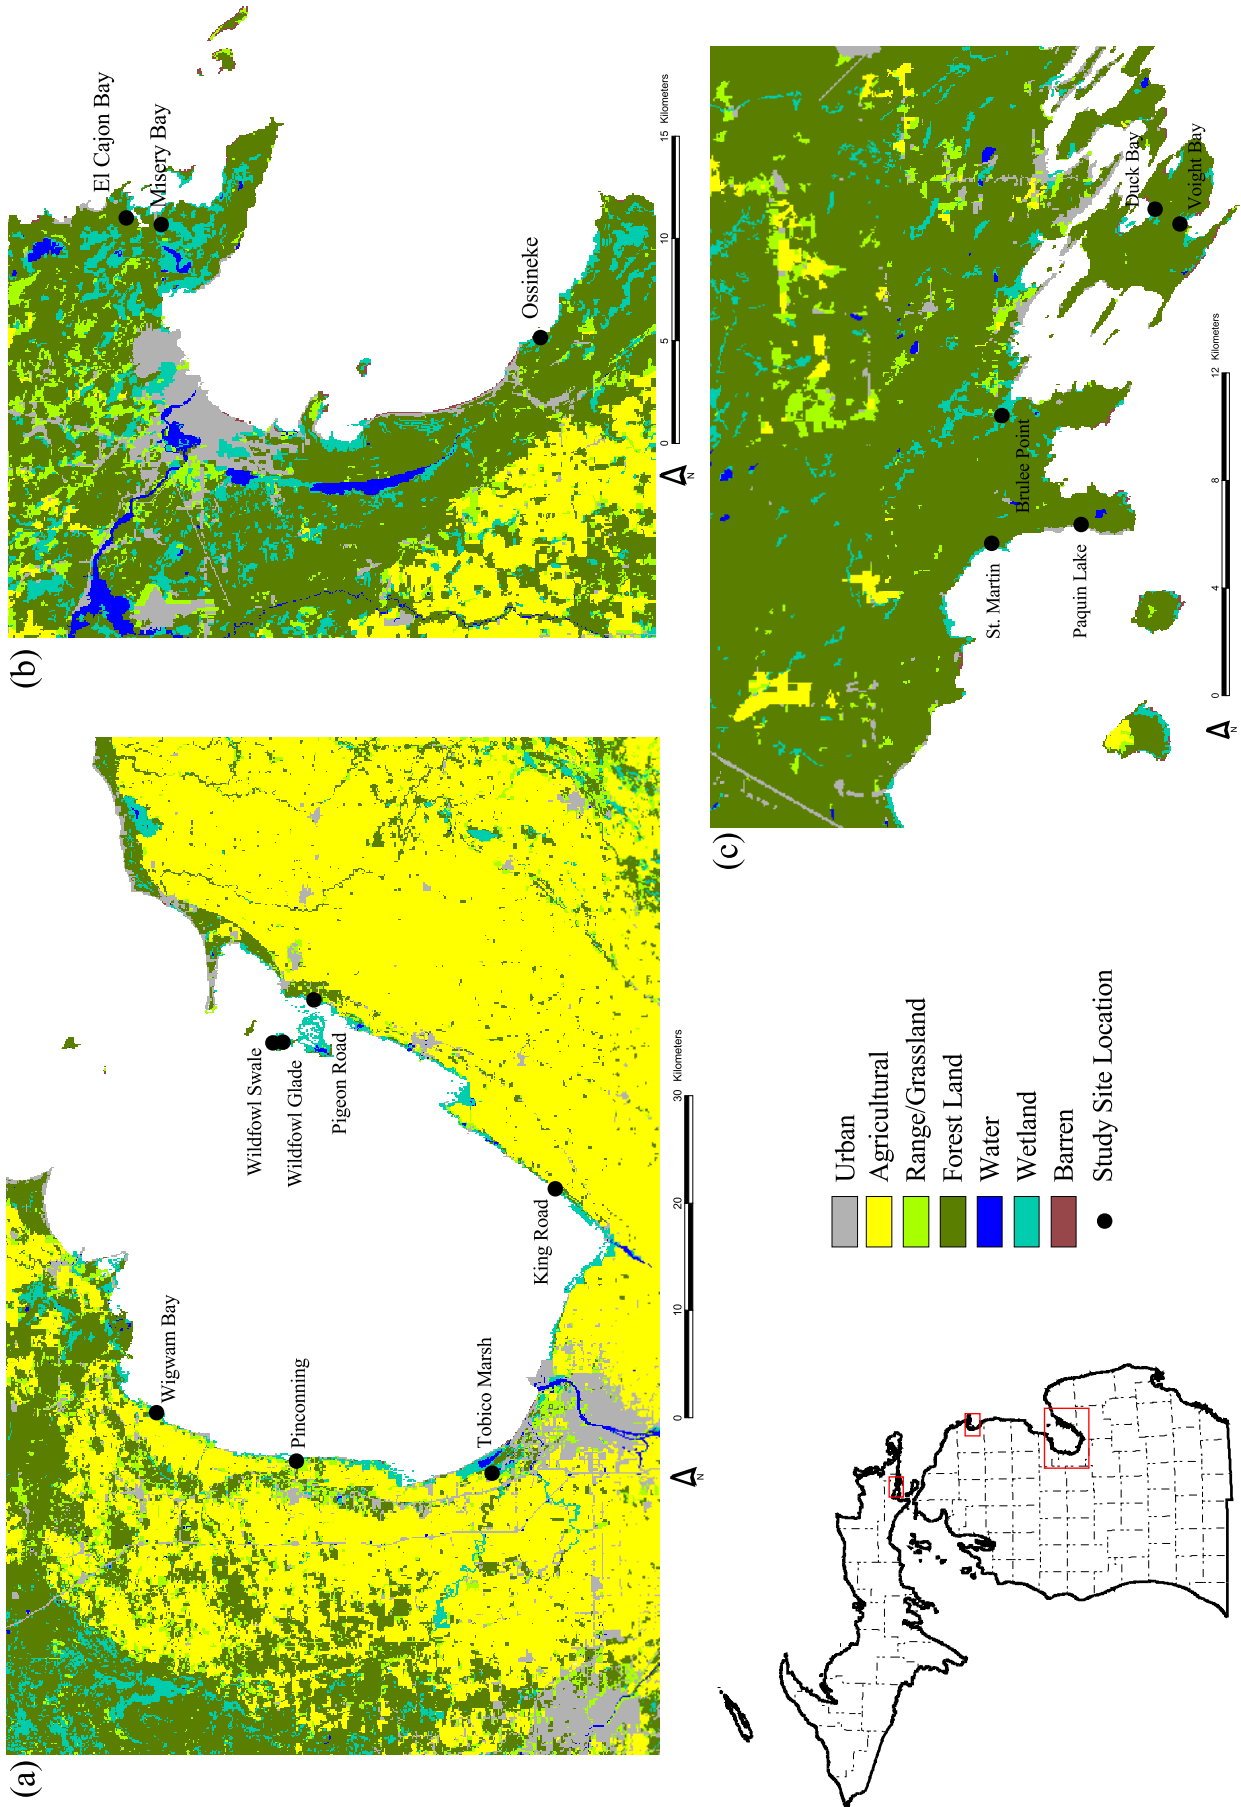 (a)
Wigwam Bay
Pinconning
Tobico Marsh
King Road
Wildfowl Swale
Wildfowl Glade
Pigeon Road
N
0 10 20 30 Kilometers
(b)
El Cajon Bay
Misery Bay
Ossineke
N
0 5 10 15 Kilometers
(c)
St. Martin
Brulee Point
Paquin Lake
Duck Bay
Voight Bay
N
0 4 8 12 Kilometers
Urban
Agricultural
Range/Grassland
Forest Land
Water
Wetland
Barren
Study Site Location